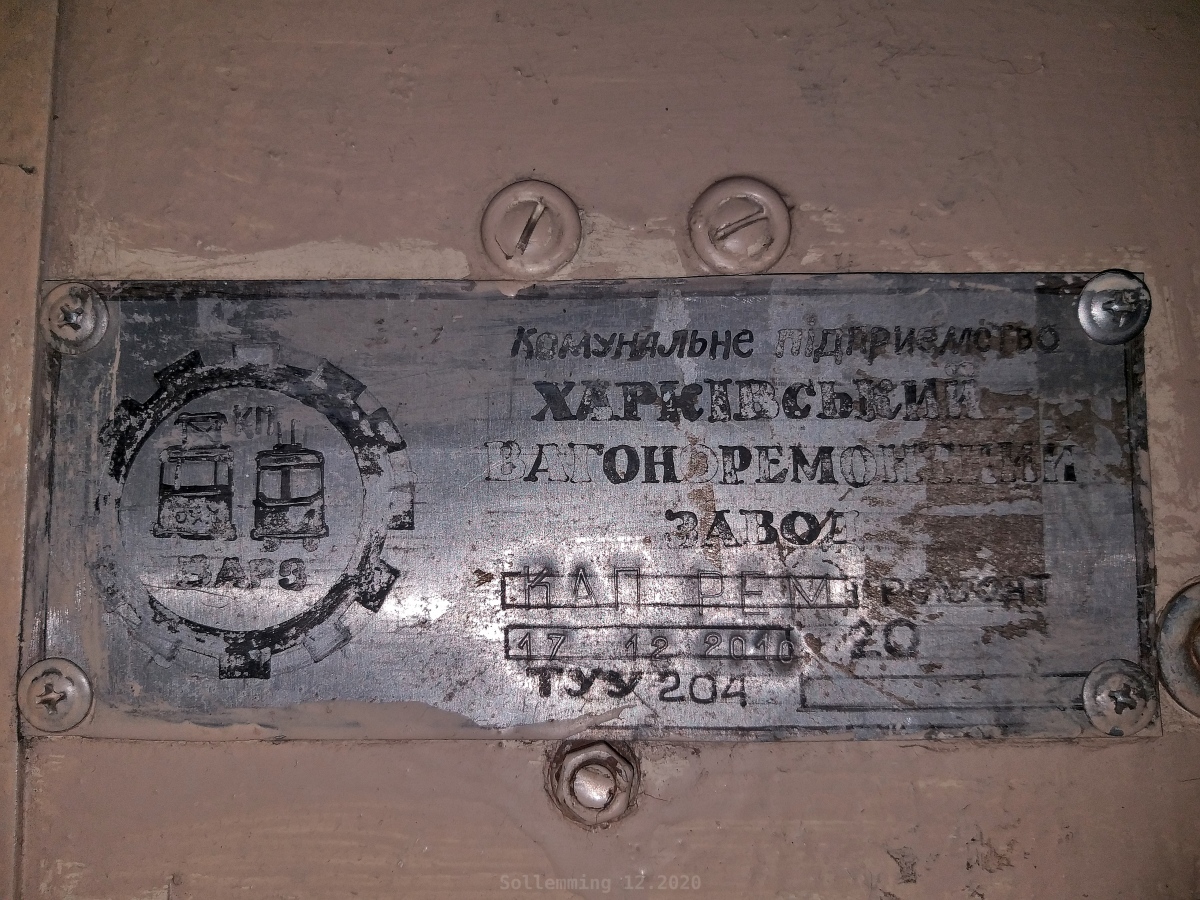 КП
ВАРЗ
Комунальне підприємство
ХАРКІВСЬКИЙ
ВАГОНОРЕМОНТНИЙ
ЗАВОД
КАП РЕМ ремонт
17 12 2010 20
ТУУ 204
Sollemming 12.2020